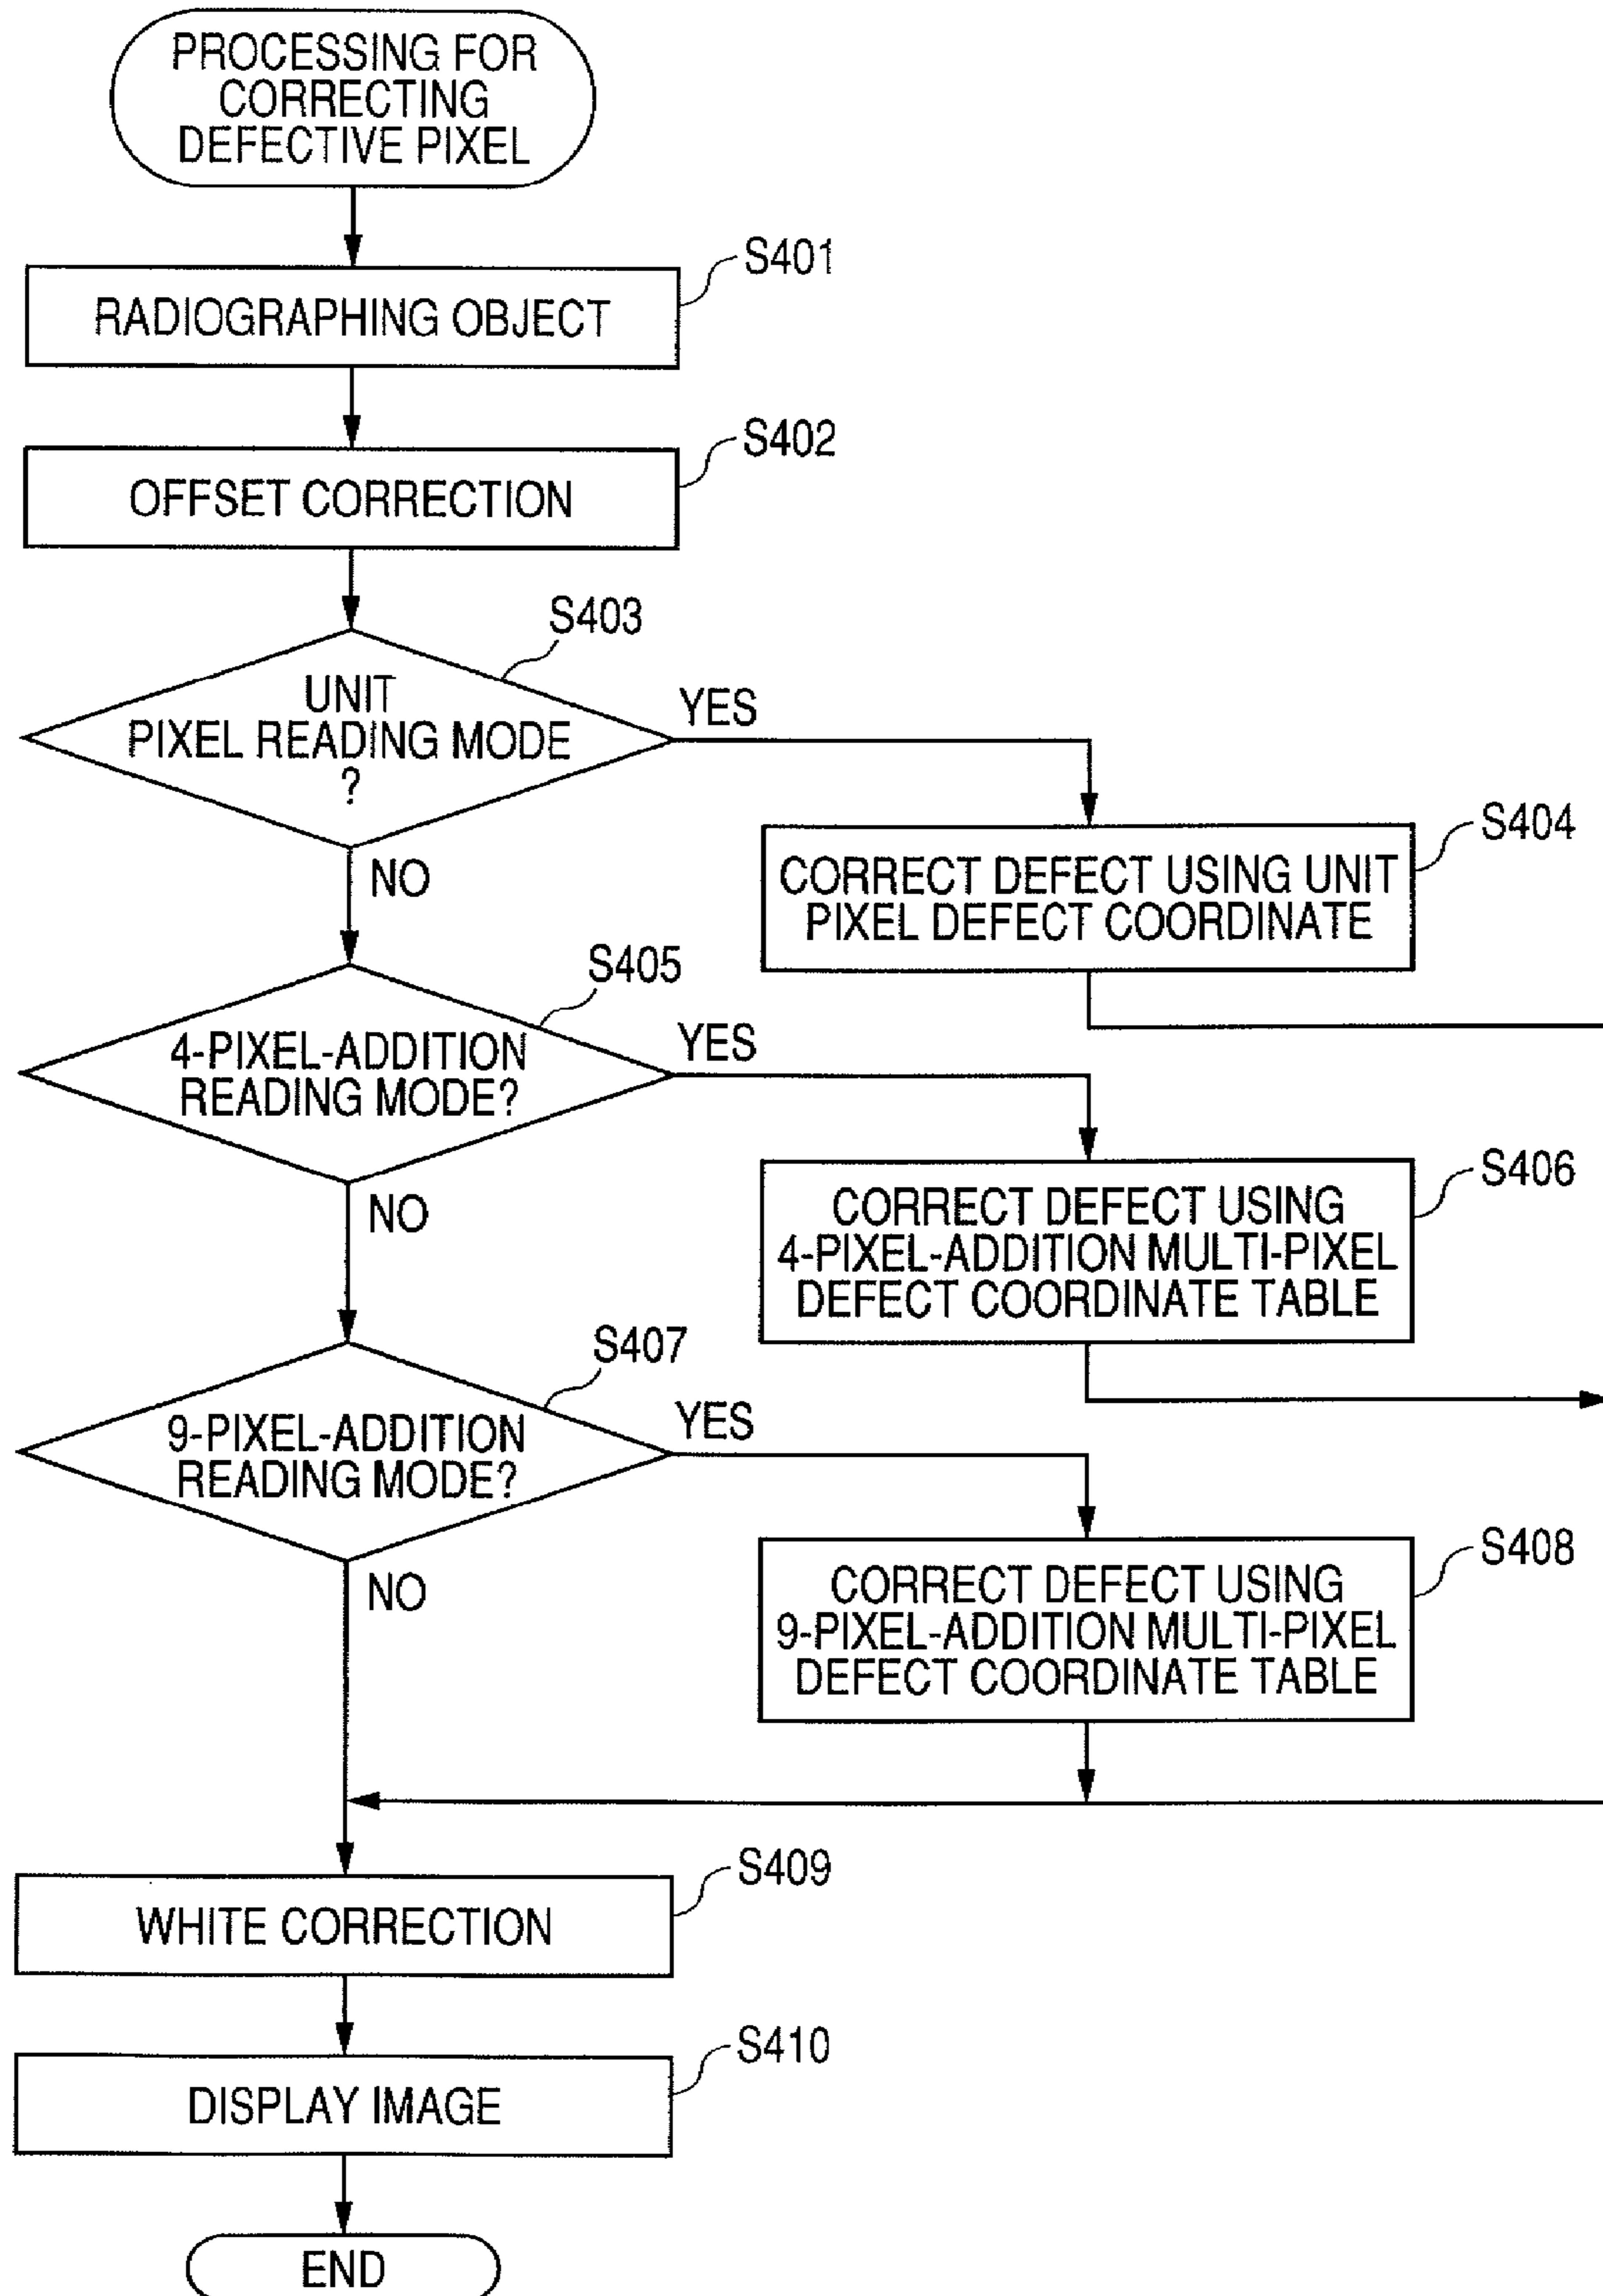 PROCESSING FOR
CORRECTING
DEFECTIVE PIXEL
S401
RADIOGRAPHING OBJECT
S402
OFFSET CORRECTION
S403
UNIT
PIXEL READING MODE
?
YES
NO
S404
CORRECT DEFECT USING UNIT
PIXEL DEFECT COORDINATE
S405
4-PIXEL-ADDITION
READING MODE?
YES
NO
S406
CORRECT DEFECT USING
4-PIXEL-ADDITION MULTI-PIXEL
DEFECT COORDINATE TABLE
S407
9-PIXEL-ADDITION
READING MODE?
YES
NO
S408
CORRECT DEFECT USING
9-PIXEL-ADDITION MULTI-PIXEL
DEFECT COORDINATE TABLE
S409
WHITE CORRECTION
S410
DISPLAY IMAGE
END